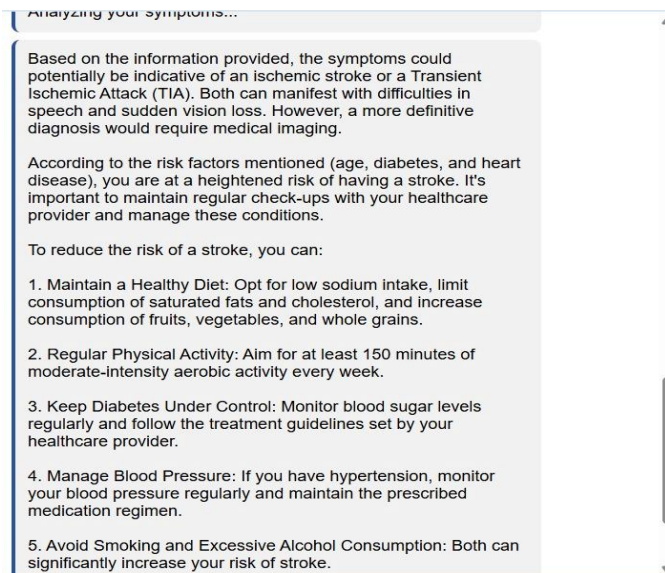 Analyzing your symptoms...
Based on the information provided, the symptoms could
potentially be indicative of an ischemic stroke or a Transient
Ischemic Attack (TIA). Both can manifest with difficulties in
speech and sudden vision loss. However, a more definitive
diagnosis would require medical imaging.
According to the risk factors mentioned (age, diabetes, and heart
disease), you are at a heightened risk of having a stroke. It's
important to maintain regular check-ups with your healthcare
provider and manage these conditions.
To reduce the risk of a stroke, you can:
1. Maintain a Healthy Diet: Opt for low sodium intake, limit
consumption of saturated fats and cholesterol, and increase
consumption of fruits, vegetables, and whole grains.
2. Regular Physical Activity: Aim for at least 150 minutes of
moderate-intensity aerobic activity every week.
3. Keep Diabetes Under Control: Monitor blood sugar levels
regularly and follow the treatment guidelines set by your
healthcare provider.
4. Manage Blood Pressure: If you have hypertension, monitor
your blood pressure regularly and maintain the prescribed
medication regimen.
5. Avoid Smoking and Excessive Alcohol Consumption: Both can
significantly increase your risk of stroke.